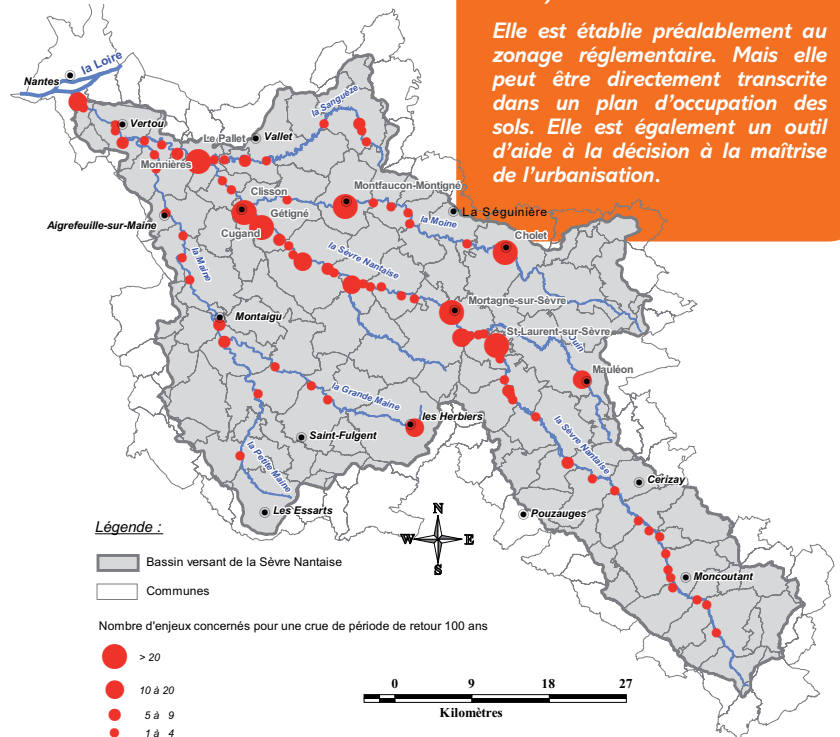 Elle est établie préalablement au
zonage réglementaire. Mais elle
peut être directement transcrite
dans un plan d'occupation des
sols. Elle est également un outil
d'aide à la décision à la maîtrise
de l'urbanisation.
la Loire
Nantes
Vertou
la Sanguèze
Le Pallet
Vallet
Monnières
Clisson
Montfaucon-Montigné
Gétigné
La Séguinière
Aigrefeuille-sur-Maine
la Moine
Cugand
Cholet
la Maine
la Sèvre Nantaise
Mortagne-sur-Sèvre
Montaigu
St-Laurent-sur-Sèvre
Mauléon
la Grande Maine
les Herbiers
la Sèvre Nantaise
Saint-Fulgent
la Petite Maine
Cerizay
Les Essarts
Pouzauges
N
W E
S
Moncoutant
Légende :
Bassin versant de la Sèvre Nantaise
Communes
Nombre d'enjeux concernés pour une crue de période de retour 100 ans
> 20
10 à 20
5 à 9
1 à 4
0 9 18 27
Kilomètres